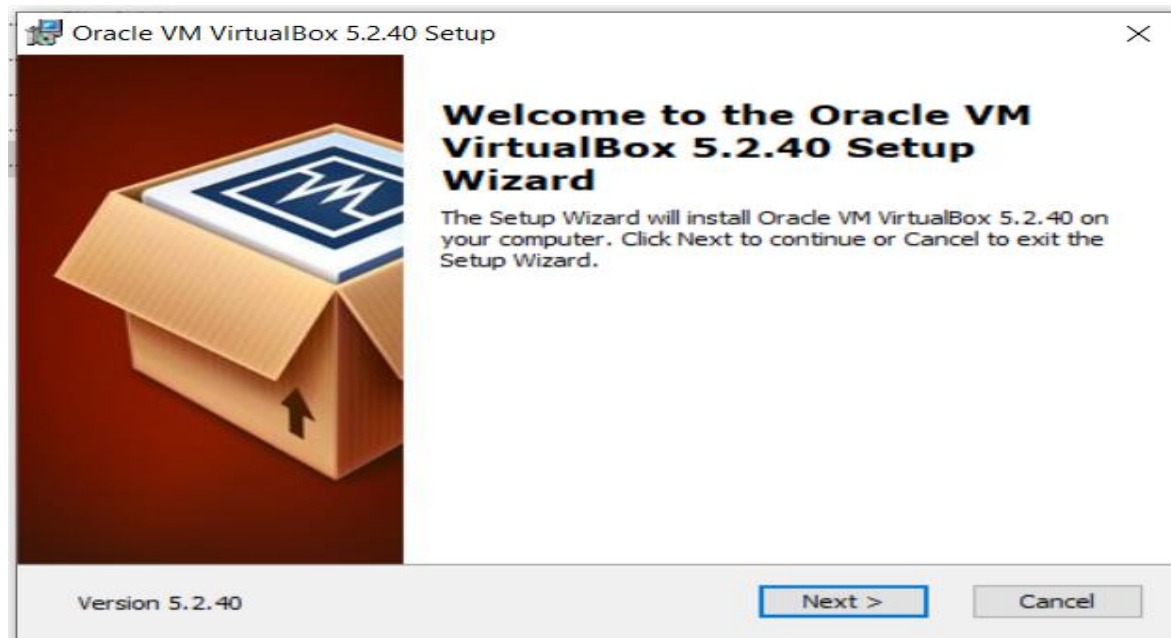 Oracle VM VirtualBox 5.2.40 Setup
Welcome to the Oracle VM
VirtualBox 5.2.40 Setup
Wizard
The Setup Wizard will install Oracle VM VirtualBox 5.2.40 on
your computer. Click Next to continue or Cancel to exit the
Setup Wizard.
Version 5.2.40
Next >
Cancel